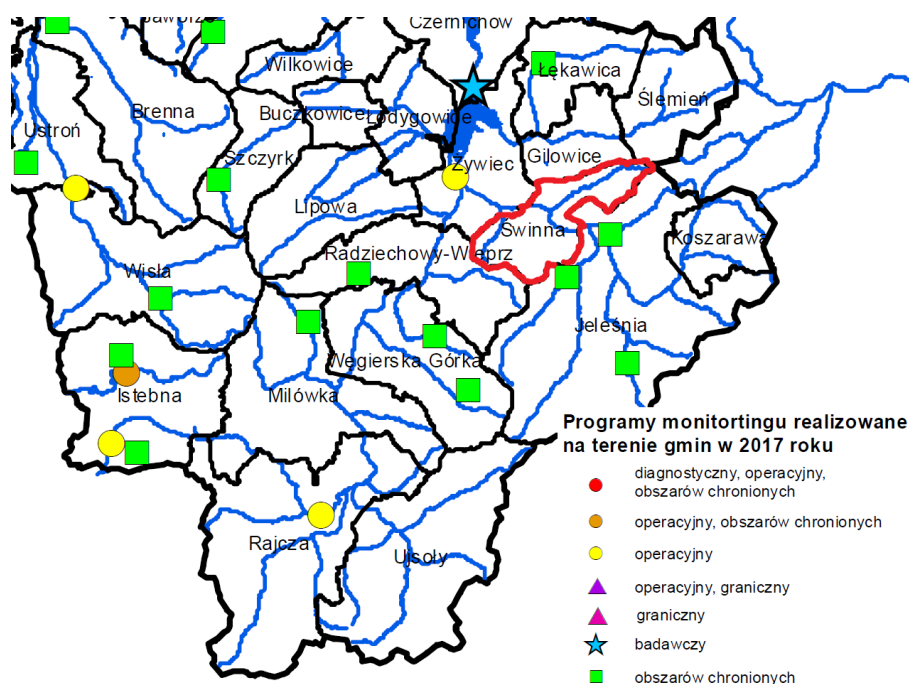 Czernichów
Wilkowice
Łękawica
Ślemień
Brenna
Buczkowice
Łodygowice
Ustroń
Szczyrk
Żywiec
Gilowice
Lipowa
Świnna
Koszarawa
Radziechowy-Wieprz
Wisła
Jeleśnia
Węgierska Górka
Istebna
Milówka
Programy monitortingu realizowane
na terenie gmin w 2017 roku
diagnostyczny, operacyjny,
obszarów chronionych
operacyjny, obszarów chronionych
operacyjny
operacyjny, graniczny
graniczny
badawczy
obszarów chronionych
Rajcza
Ujsoły